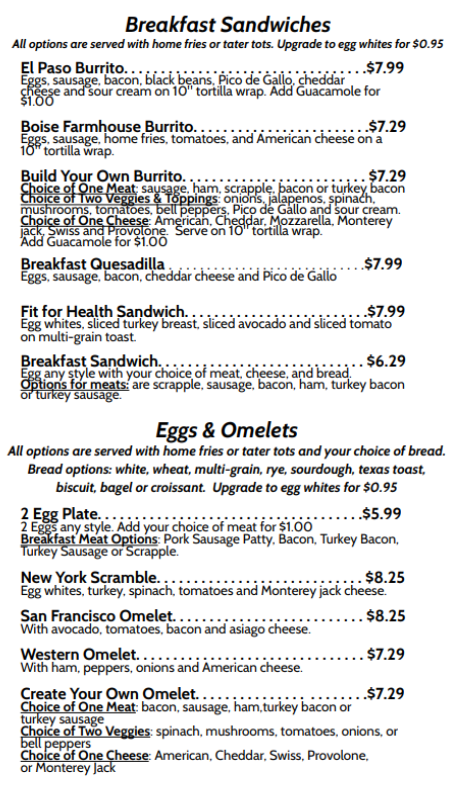 Breakfast Sandwiches
All options are served with home fries or tater tots. Upgrade to egg whites for $0.95
El Paso Burrito. . . . . . . . . . . . . . . . . . . . . . . . . . . . . . . . .$7.99
Eggs, sausage, bacon, black beans, Pico de Gallo, cheddar
cheese and sour cream on 10" tortilla wrap. Add Guacamole for
$1.00
Boise Farmhouse Burrito. . . . . . . . . . . . . . . . . . . . . . . .$7.29
Eggs, sausage, home fries, tomatoes, and American cheese on a
10" tortilla wrap.
Build Your Own Burrito. . . . . . . . . . . . . . . . . . . . . . . . . $7.29
Choice of One Meat: sausage, ham, scrapple, bacon or turkey bacon
Choice of Two Veggies & Toppings: onions, jalapenos, spinach,
mushrooms, tomatoes, bell peppers, Pico de Gallo and sour cream.
Choice of One Cheese: American, Cheddar, Mozzarella, Monterey
jack, Swiss and Provolone. Serve on 10" tortilla wrap.
Add Guacamole for $1.00
Breakfast Quesadilla . . . . . . . . . . . . . . . . . . . . . . . . . . .$7.99
Eggs, sausage, bacon, cheddar cheese and Pico de Gallo
Fit for Health Sandwich. . . . . . . . . . . . . . . . . . . . . . . . .$7.99
Egg whites, sliced turkey breast, sliced avocado and sliced tomato
on multi-grain toast.
Breakfast Sandwich. . . . . . . . . . . . . . . . . . . . . . . . . . . . $6.29
Egg any style with your choice of meat, cheese, and bread.
Options for meats: are scrapple, sausage, bacon, ham, turkey bacon
or turkey sausage.
Eggs & Omelets
All options are served with home fries or tater tots and your choice of bread.
Bread options: white, wheat, multi-grain, rye, sourdough, texas toast,
biscuit, bagel or croissant. Upgrade to egg whites for $0.95
2 Egg Plate. . . . . . . . . . . . . . . . . . . . . . . . . . . . . . . . . . . .$5.99
2 Eggs any style. Add your choice of meat for $1.00
Breakfast Meat Options: Pork Sausage Patty, Bacon, Turkey Bacon,
Turkey Sausage or Scrapple.
New York Scramble. . . . . . . . . . . . . . . . . . . . . . . . . . . . $8.25
Egg whites, turkey, spinach, tomatoes and Monterey jack cheese.
San Francisco Omelet. . . . . . . . . . . . . . . . . . . . . . . . . . $8.25
With avocado, tomatoes, bacon and asiago cheese.
Western Omelet. . . . . . . . . . . . . . . . . . . . . . . . . . . . . . . $7.29
With ham, peppers, onions and American cheese.
Create Your Own Omelet. . . . . . . . . . . . . . . . . . . . . . .$7.29
Choice of One Meat: bacon, sausage, ham,turkey bacon or
turkey sausage
Choice of Two Veggies: spinach, mushrooms, tomatoes, onions, or
bell peppers
Choice of One Cheese: American, Cheddar, Swiss, Provolone,
or Monterey Jack